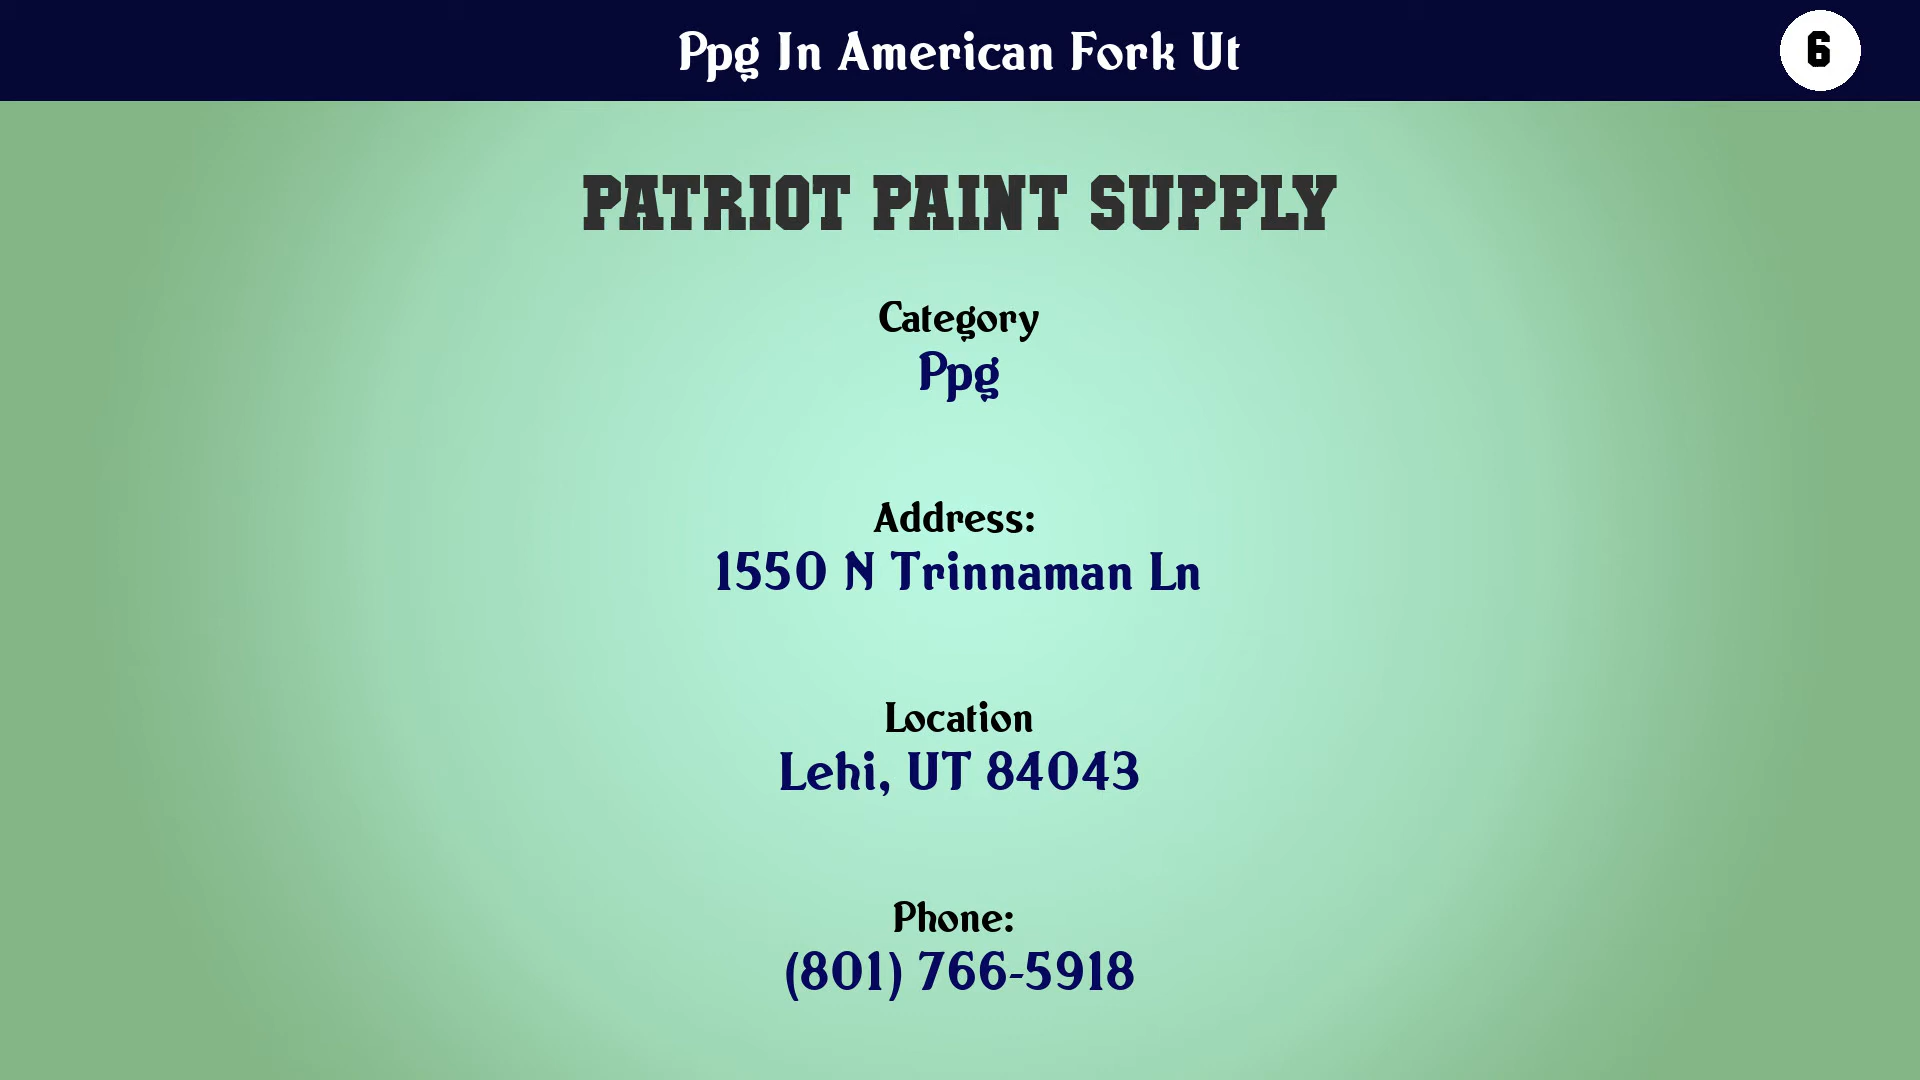 Ppg In American Fork Ut
6
PATRIOT PAINT SUPPLY
Category
Ppg
Address:
1550 N Trinnaman Ln
Location
Lehi, UT 84043
Phone:
(801) 766-5918